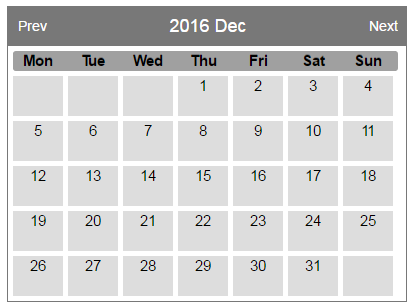 Prev 2016 Dec Next
Mon Tue Wed Thu Fri Sat Sun
1 2 3 4
5 6 7 8 9 10 11
12 13 14 15 16 17 18
19 20 21 22 23 24 25
26 27 28 29 30 31